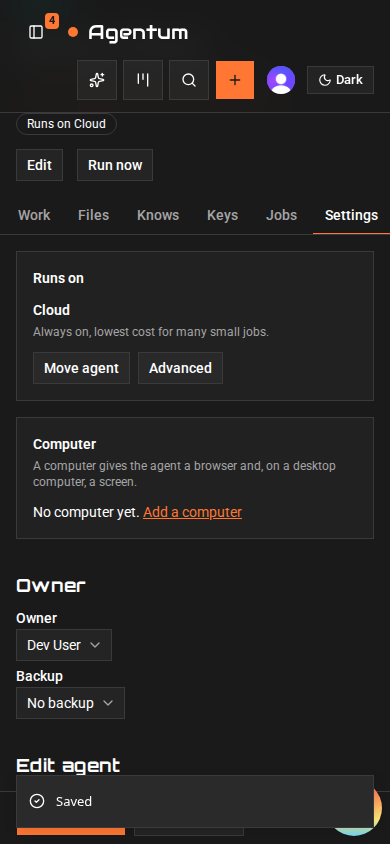 4
Agentum
Dark
Runs on Cloud
Edit
Run now
Work
Files
Knows
Keys
Jobs
Settings
Runs on
Cloud
Always on, lowest cost for many small jobs.
Move agent
Advanced
Computer
A computer gives the agent a browser and, on a desktop
computer, a screen.
No computer yet. Add a computer
Owner
Owner
Dev User
Backup
No backup
Edit agent
Saved